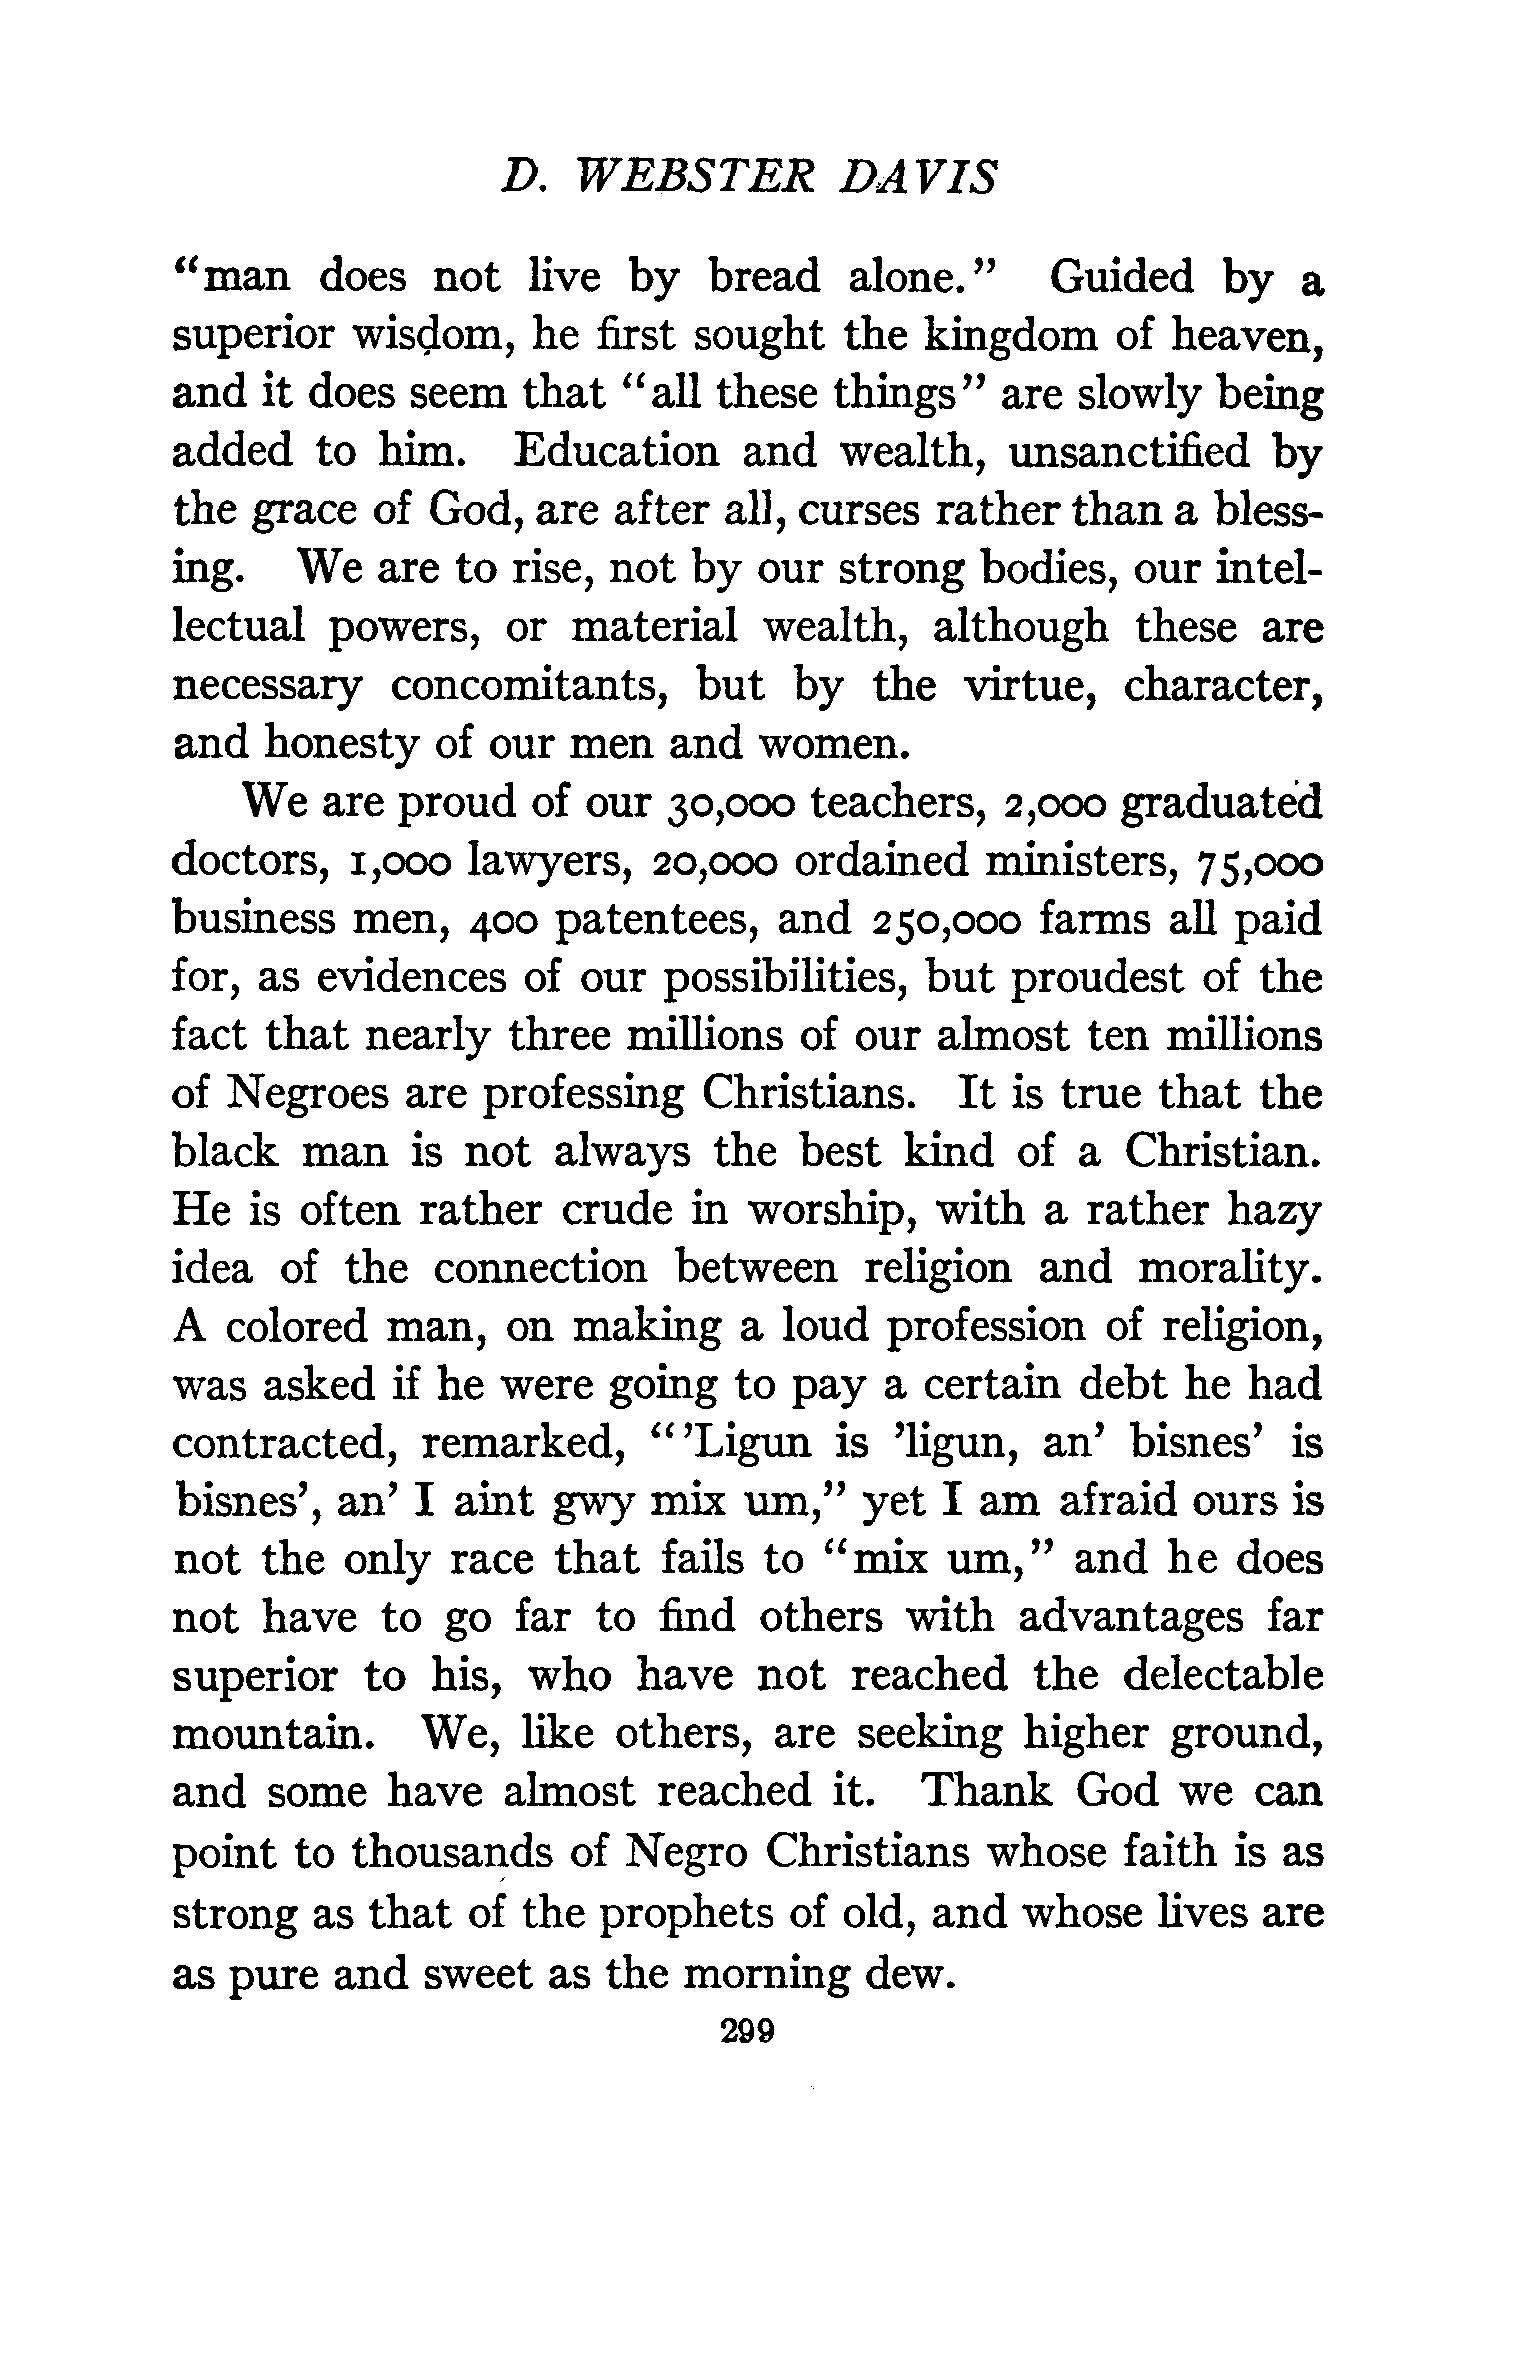 D. WEBSTER DAVIS
“man does not live by bread alone.” Guided by a
superior wisdom, he first sought the kingdom of heaven,
and it does seem that “all these things” are slowly being
added to him. Education and wealth, unsanctified by
the grace of God, are after all, curses rather than a bless-
ing. We are to rise, not by our strong bodies, our intel-
lectual powers, or material wealth, although these are
necessary concomitants, but by the virtue, character,
and honesty of our men and women.
We are proud of our 30,000 teachers, 2,000 graduated
doctors, 1,000 lawyers, 20,000 ordained ministers, 75,000
business men, 400 patentees, and 250,000 farms all paid
for, as evidences of our possibilities, but proudest of the
fact that nearly three millions of our almost ten millions
of Negroes are professing Christians. It is true that the
black man is not always the best kind of a Christian.
He is often rather crude in worship, with a rather hazy
idea of the connection between religion and morality.
A colored man, on making a loud profession of religion,
was asked if he were going to pay a certain debt he had
contracted, remarked, “’Ligun is ’ligun, an’ bisnes’ is
bisnes’, an’ I aint gwy mix um,” yet I am afraid ours is
not the only race that fails to “mix um,” and he does
not have to go far to find others with advantages far
superior to his, who have not reached the delectable
mountain. We, like others, are seeking higher ground,
and some have almost reached it. Thank God we can
point to thousands of Negro Christians whose faith is as
strong as that of the prophets of old, and whose lives are
as pure and sweet as the morning dew.
299